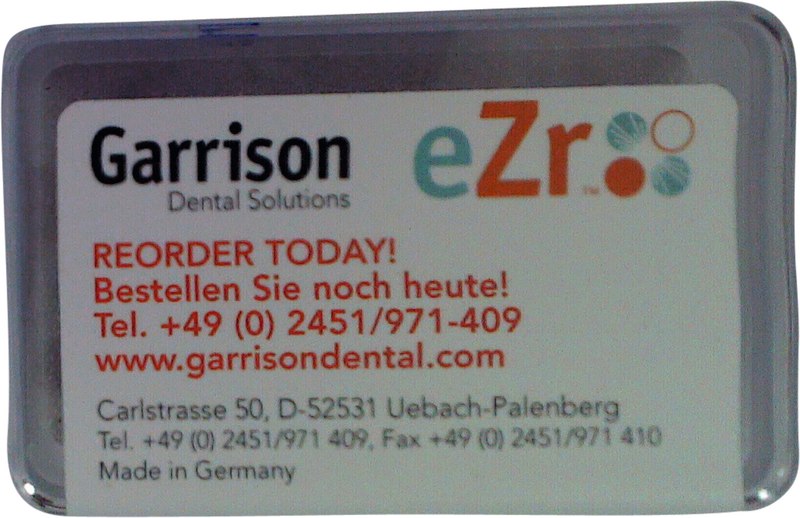 Garrison
Dental Solutions
eZr™
REORDER TODAY!
Bestellen Sie noch heute!
Tel. +49 (0) 2451/971-409
www.garrisondental.com
Carlstrasse 50, D-52531 Uebach-Palenberg
Tel. +49 (0) 2451/971 409, Fax +49 (0) 2451/971 410
Made in Germany